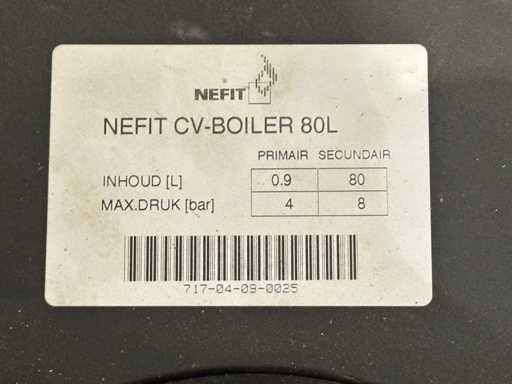 NEFIT
NEFIT CV-BOILER 80L
PRIMAIR SECUNDAIR
INHOUD [L] 0.9 80
MAX.DRUK [bar] 4 8
717-04-09-0025